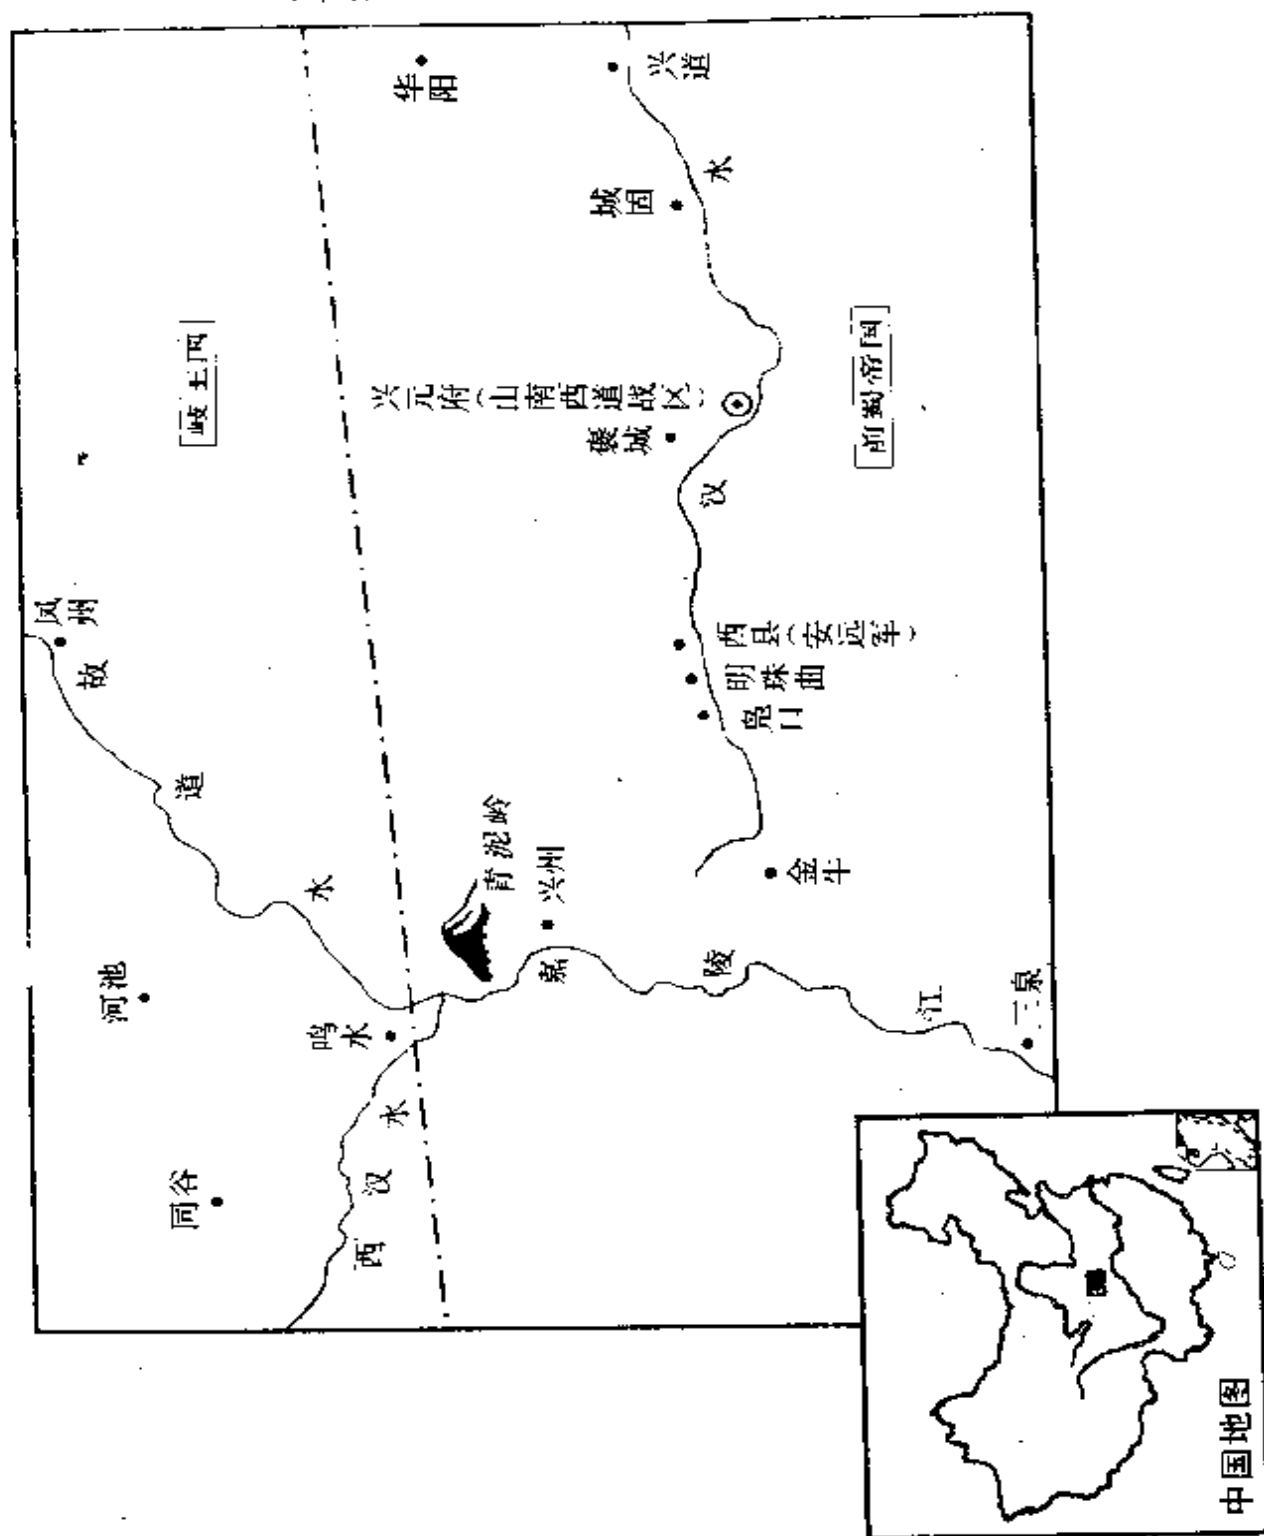 岐王国
凤州
故
道
水
河池
同谷
鸣水
西
汉
水
青泥岭
兴州
嘉
陵
江
三泉
金牛
华阳
兴道
城固
水
兴元府(山南西道战区)
褒城
汉
前蜀帝国
西县(安远军)
明珠曲
凫口
中国地图